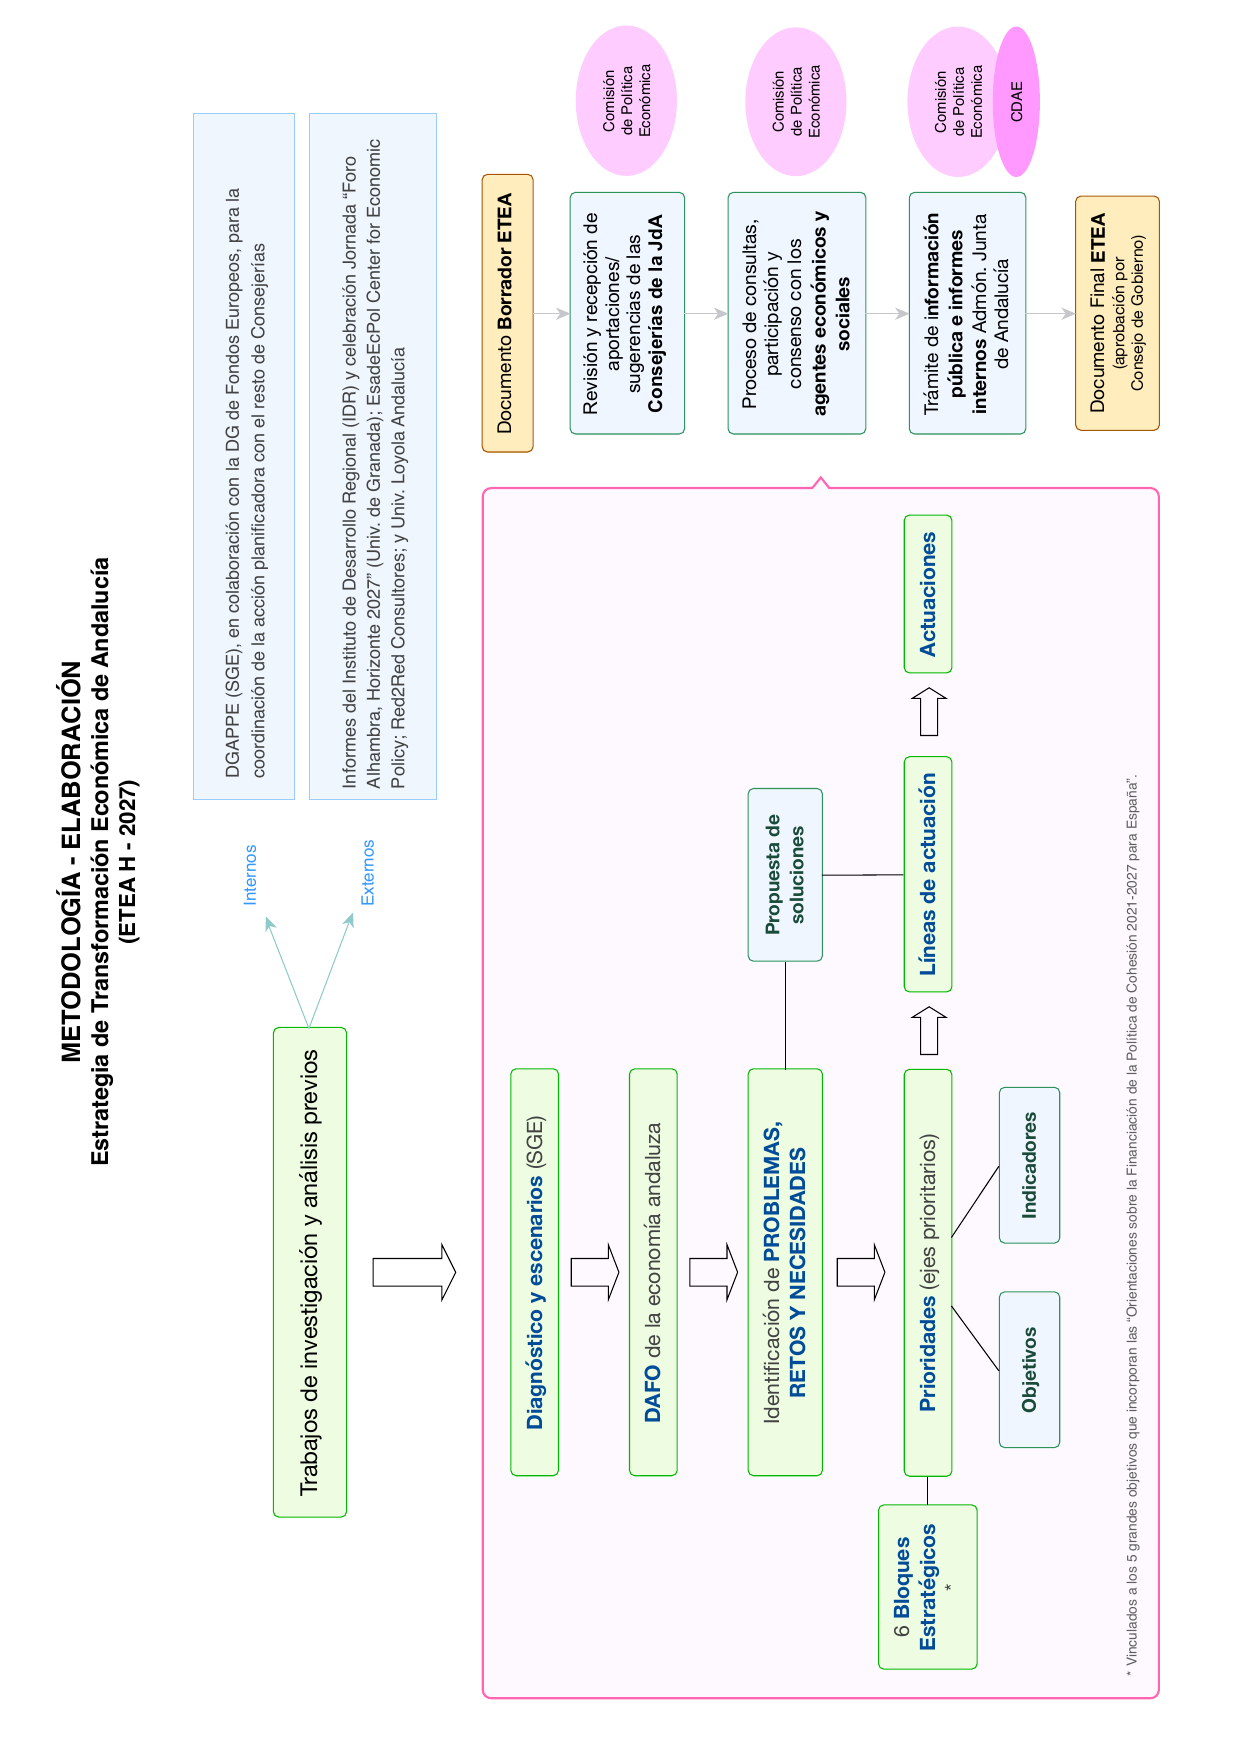 METODOLOGÍA - ELABORACIÓN
Estrategia de Transformación Económica de Andalucía
(ETEA H - 2027)
Trabajos de investigación y análisis previos
Internos
DGAPPE (SGE), en colaboración con la DG de Fondos Europeos, para la
coordinación de la acción planificadora con el resto de Consejerías
Externos
Informes del Instituto de Desarrollo Regional (IDR) y celebración Jornada “Foro
Alhambra, Horizonte 2027” (Univ. de Granada); EsadeEcPol Center for Economic
Policy; Red2Red Consultores; y Univ. Loyola Andalucía
Diagnóstico y escenarios (SGE)
DAFO de la economía andaluza
Identificación de PROBLEMAS,
RETOS Y NECESIDADES
Propuesta de
soluciones
6 Bloques
Estratégicos
*
Prioridades (ejes prioritarios)
Líneas de actuación
Actuaciones
Objetivos
Indicadores
* Vinculados a los 5 grandes objetivos que incorporan las “Orientaciones sobre la Financiación de la Política de Cohesión 2021-2027 para España”.
Documento Borrador ETEA
Revisión y recepción de
aportaciones/
sugerencias de las
Consejerías de la JdA
Comisión
de Política
Económica
Proceso de consultas,
participación y
consenso con los
agentes económicos y
sociales
Comisión
de Política
Económica
Trámite de información
pública e informes
internos Admón. Junta
de Andalucía
Comisión
de Política
Económica
CDAE
Documento Final ETEA
(aprobación por
Consejo de Gobierno)